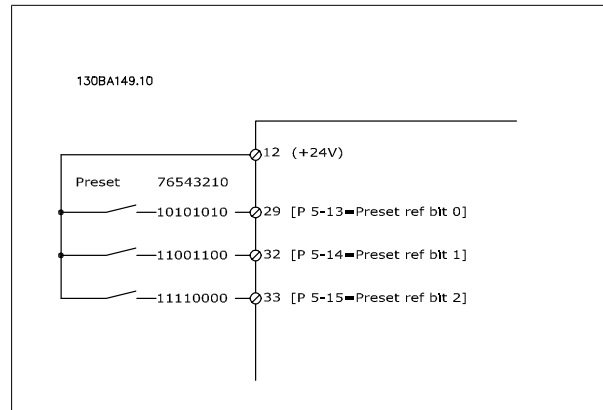 130BA149.10
12 (+24V)
Preset 76543210
10101010 29 [P 5-13=Preset ref bit 0]
11001100 32 [P 5-14=Preset ref bit 1]
11110000 33 [P 5-15=Preset ref bit 2]